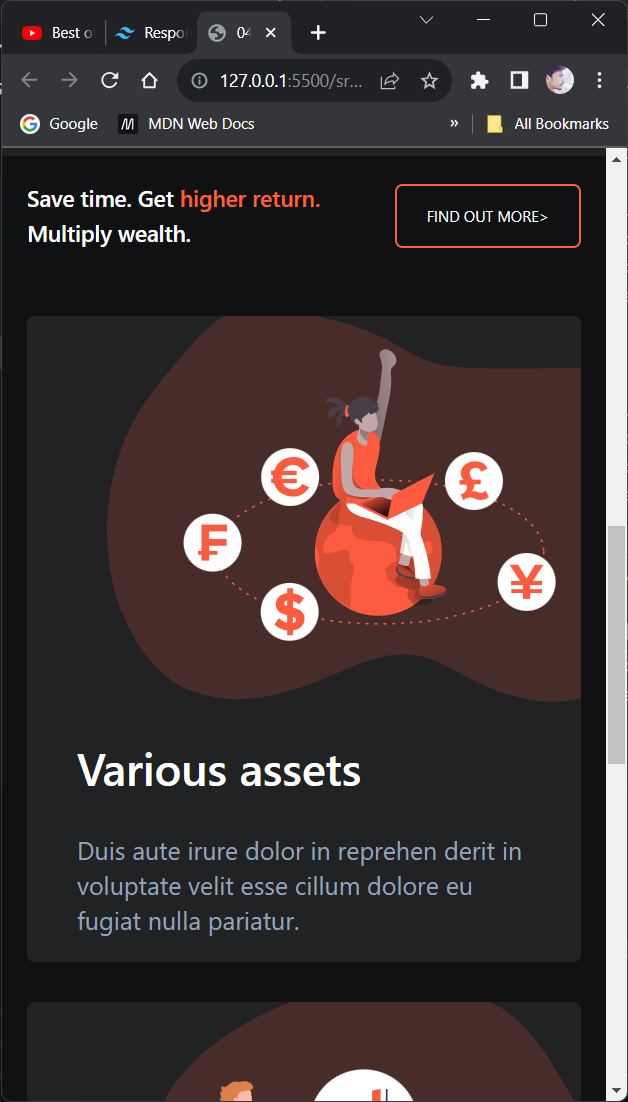 Best o
Respo
04
127.0.0.1:5500/sr...
Google
MDN Web Docs
»
All Bookmarks
Save time. Get higher return.
Multiply wealth.
FIND OUT MORE>
€
£
₣
¥
$
Various assets
Duis aute irure dolor in reprehen derit in
voluptate velit esse cillum dolore eu
fugiat nulla pariatur.